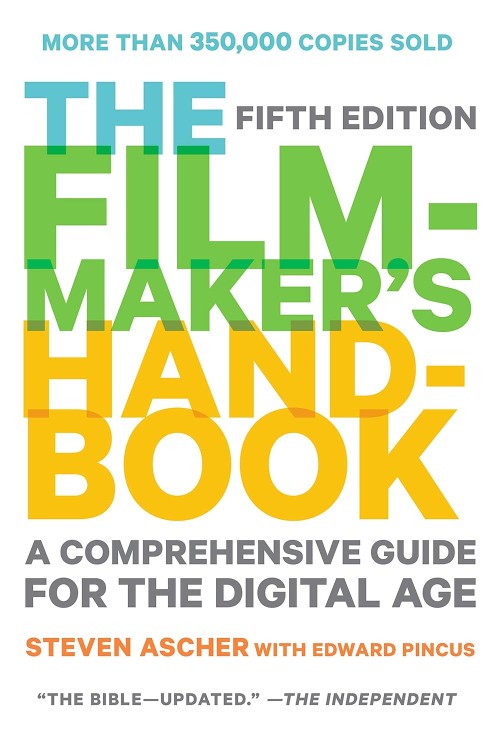 MORE THAN 350,000 COPIES SOLD
THE FIFTH EDITION
FILM-
MAKER’S
HAND-
BOOK
A COMPREHENSIVE GUIDE
FOR THE DIGITAL AGE
STEVEN ASCHER WITH EDWARD PINCUS
“THE BIBLE—UPDATED.” —THE INDEPENDENT